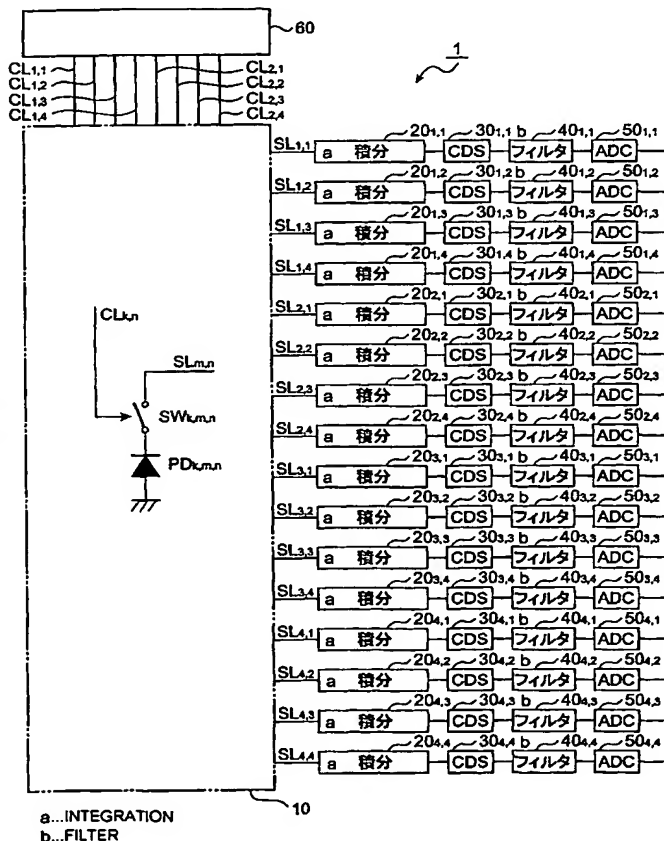 60
1
CL1,1
CL1,2
CL1,3
CL1,4
CL2,1
CL2,2
CL2,3
CL2,4
SL1,1 a 積分 201,1 CDS 301,1 b フィルタ 401,1 ADC 501,1
SL1,2 a 積分 201,2 CDS 301,2 b フィルタ 401,2 ADC 501,2
SL1,3 a 積分 201,3 CDS 301,3 b フィルタ 401,3 ADC 501,3
SL1,4 a 積分 201,4 CDS 301,4 b フィルタ 401,4 ADC 501,4
SL2,1 a 積分 202,1 CDS 302,1 b フィルタ 402,1 ADC 502,1
SL2,2 a 積分 202,2 CDS 302,2 b フィルタ 402,2 ADC 502,2
SL2,3 a 積分 202,3 CDS 302,3 b フィルタ 402,3 ADC 502,3
SL2,4 a 積分 202,4 CDS 302,4 b フィルタ 402,4 ADC 502,4
SL3,1 a 積分 203,1 CDS 303,1 b フィルタ 403,1 ADC 503,1
SL3,2 a 積分 203,2 CDS 303,2 b フィルタ 403,2 ADC 503,2
SL3,3 a 積分 203,3 CDS 303,3 b フィルタ 403,3 ADC 503,3
SL3,4 a 積分 203,4 CDS 303,4 b フィルタ 403,4 ADC 503,4
SL4,1 a 積分 204,1 CDS 304,1 b フィルタ 404,1 ADC 504,1
SL4,2 a 積分 204,2 CDS 304,2 b フィルタ 404,2 ADC 504,2
SL4,3 a 積分 204,3 CDS 304,3 b フィルタ 404,3 ADC 504,3
SL4,4 a 積分 204,4 CDS 304,4 b フィルタ 404,4 ADC 504,4
CLk,n
SLm,n
SWk,m,n
PDk,m,n
10
a...INTEGRATION
b...FILTER